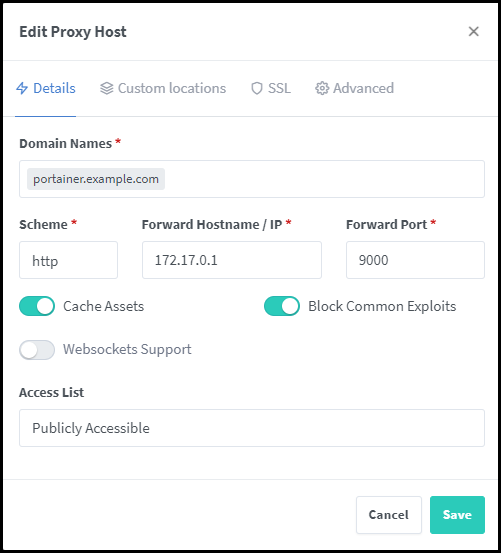 Edit Proxy Host
Details Custom locations SSL Advanced
Domain Names *
portainer.example.com
Scheme * Forward Hostname / IP * Forward Port *
http 172.17.0.1 9000
Cache Assets Block Common Exploits
Websockets Support
Access List
Publicly Accessible
Cancel Save